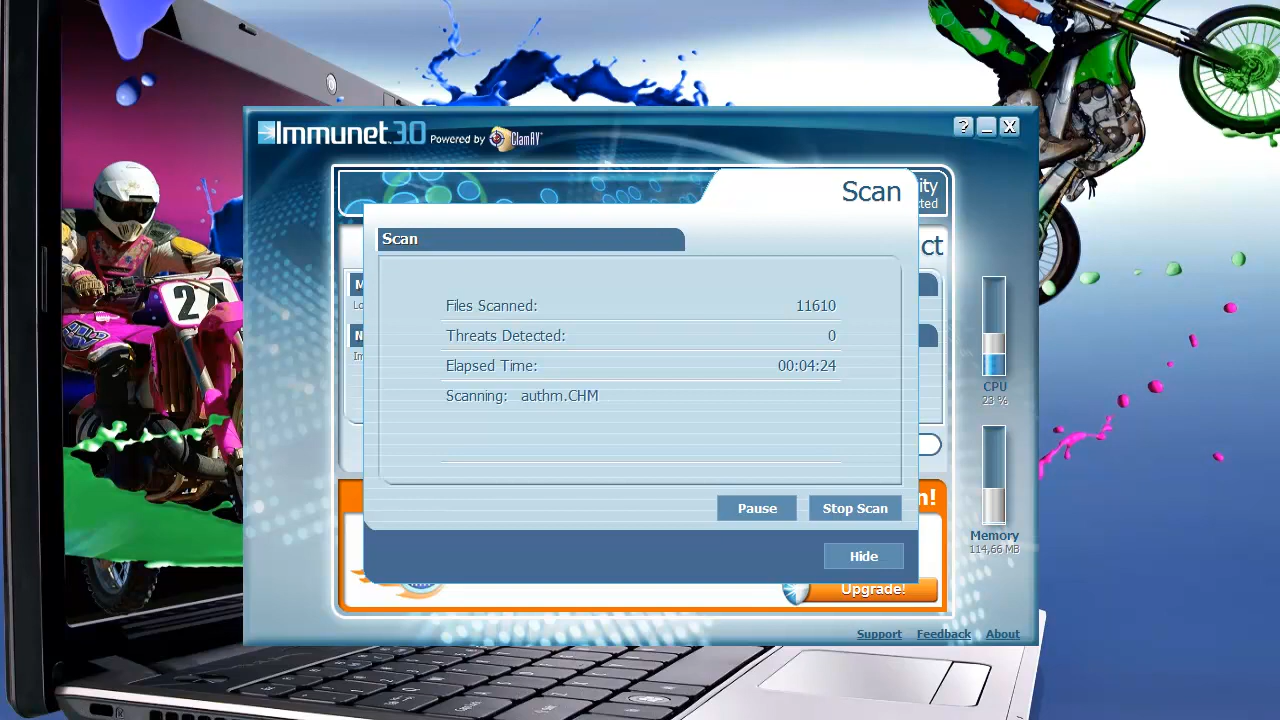 Immunet 3.0 Powered by ClamAV
Scan
Scan
Files Scanned: 11610
Threats Detected: 0
Elapsed Time: 00:04:24
Scanning: authm.CHM
Pause Stop Scan
Hide
Upgrade!
CPU
23 %
Memory
114,66 MB
Support Feedback About
24